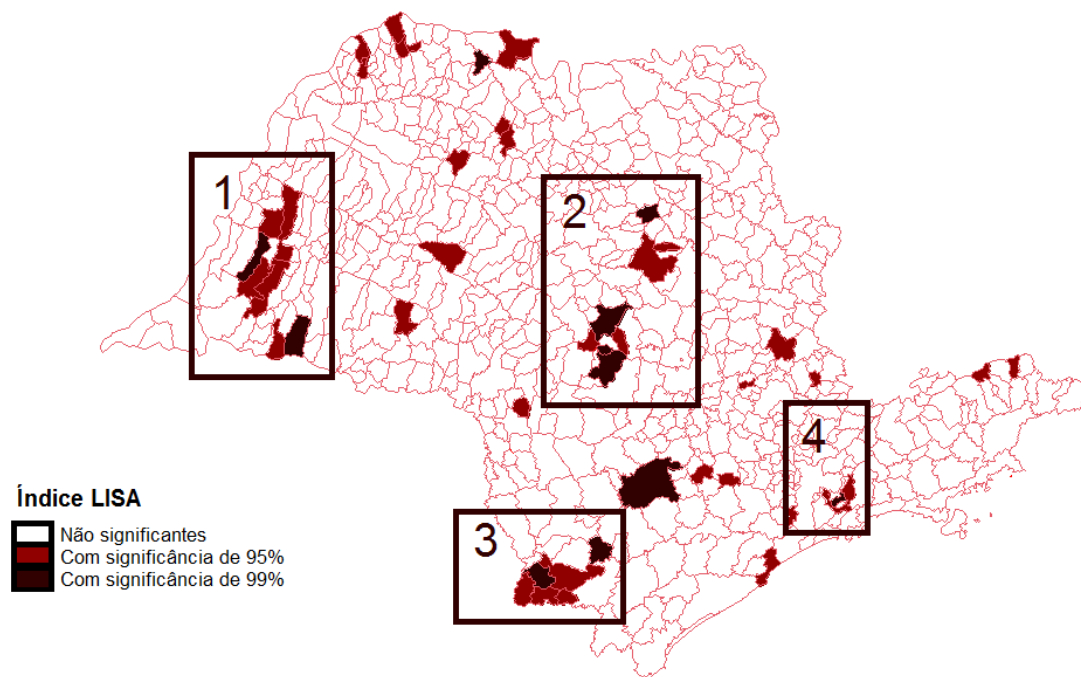 1
2
3
4
Índice LISA
Não significantes
Com significância de 95%
Com significância de 99%